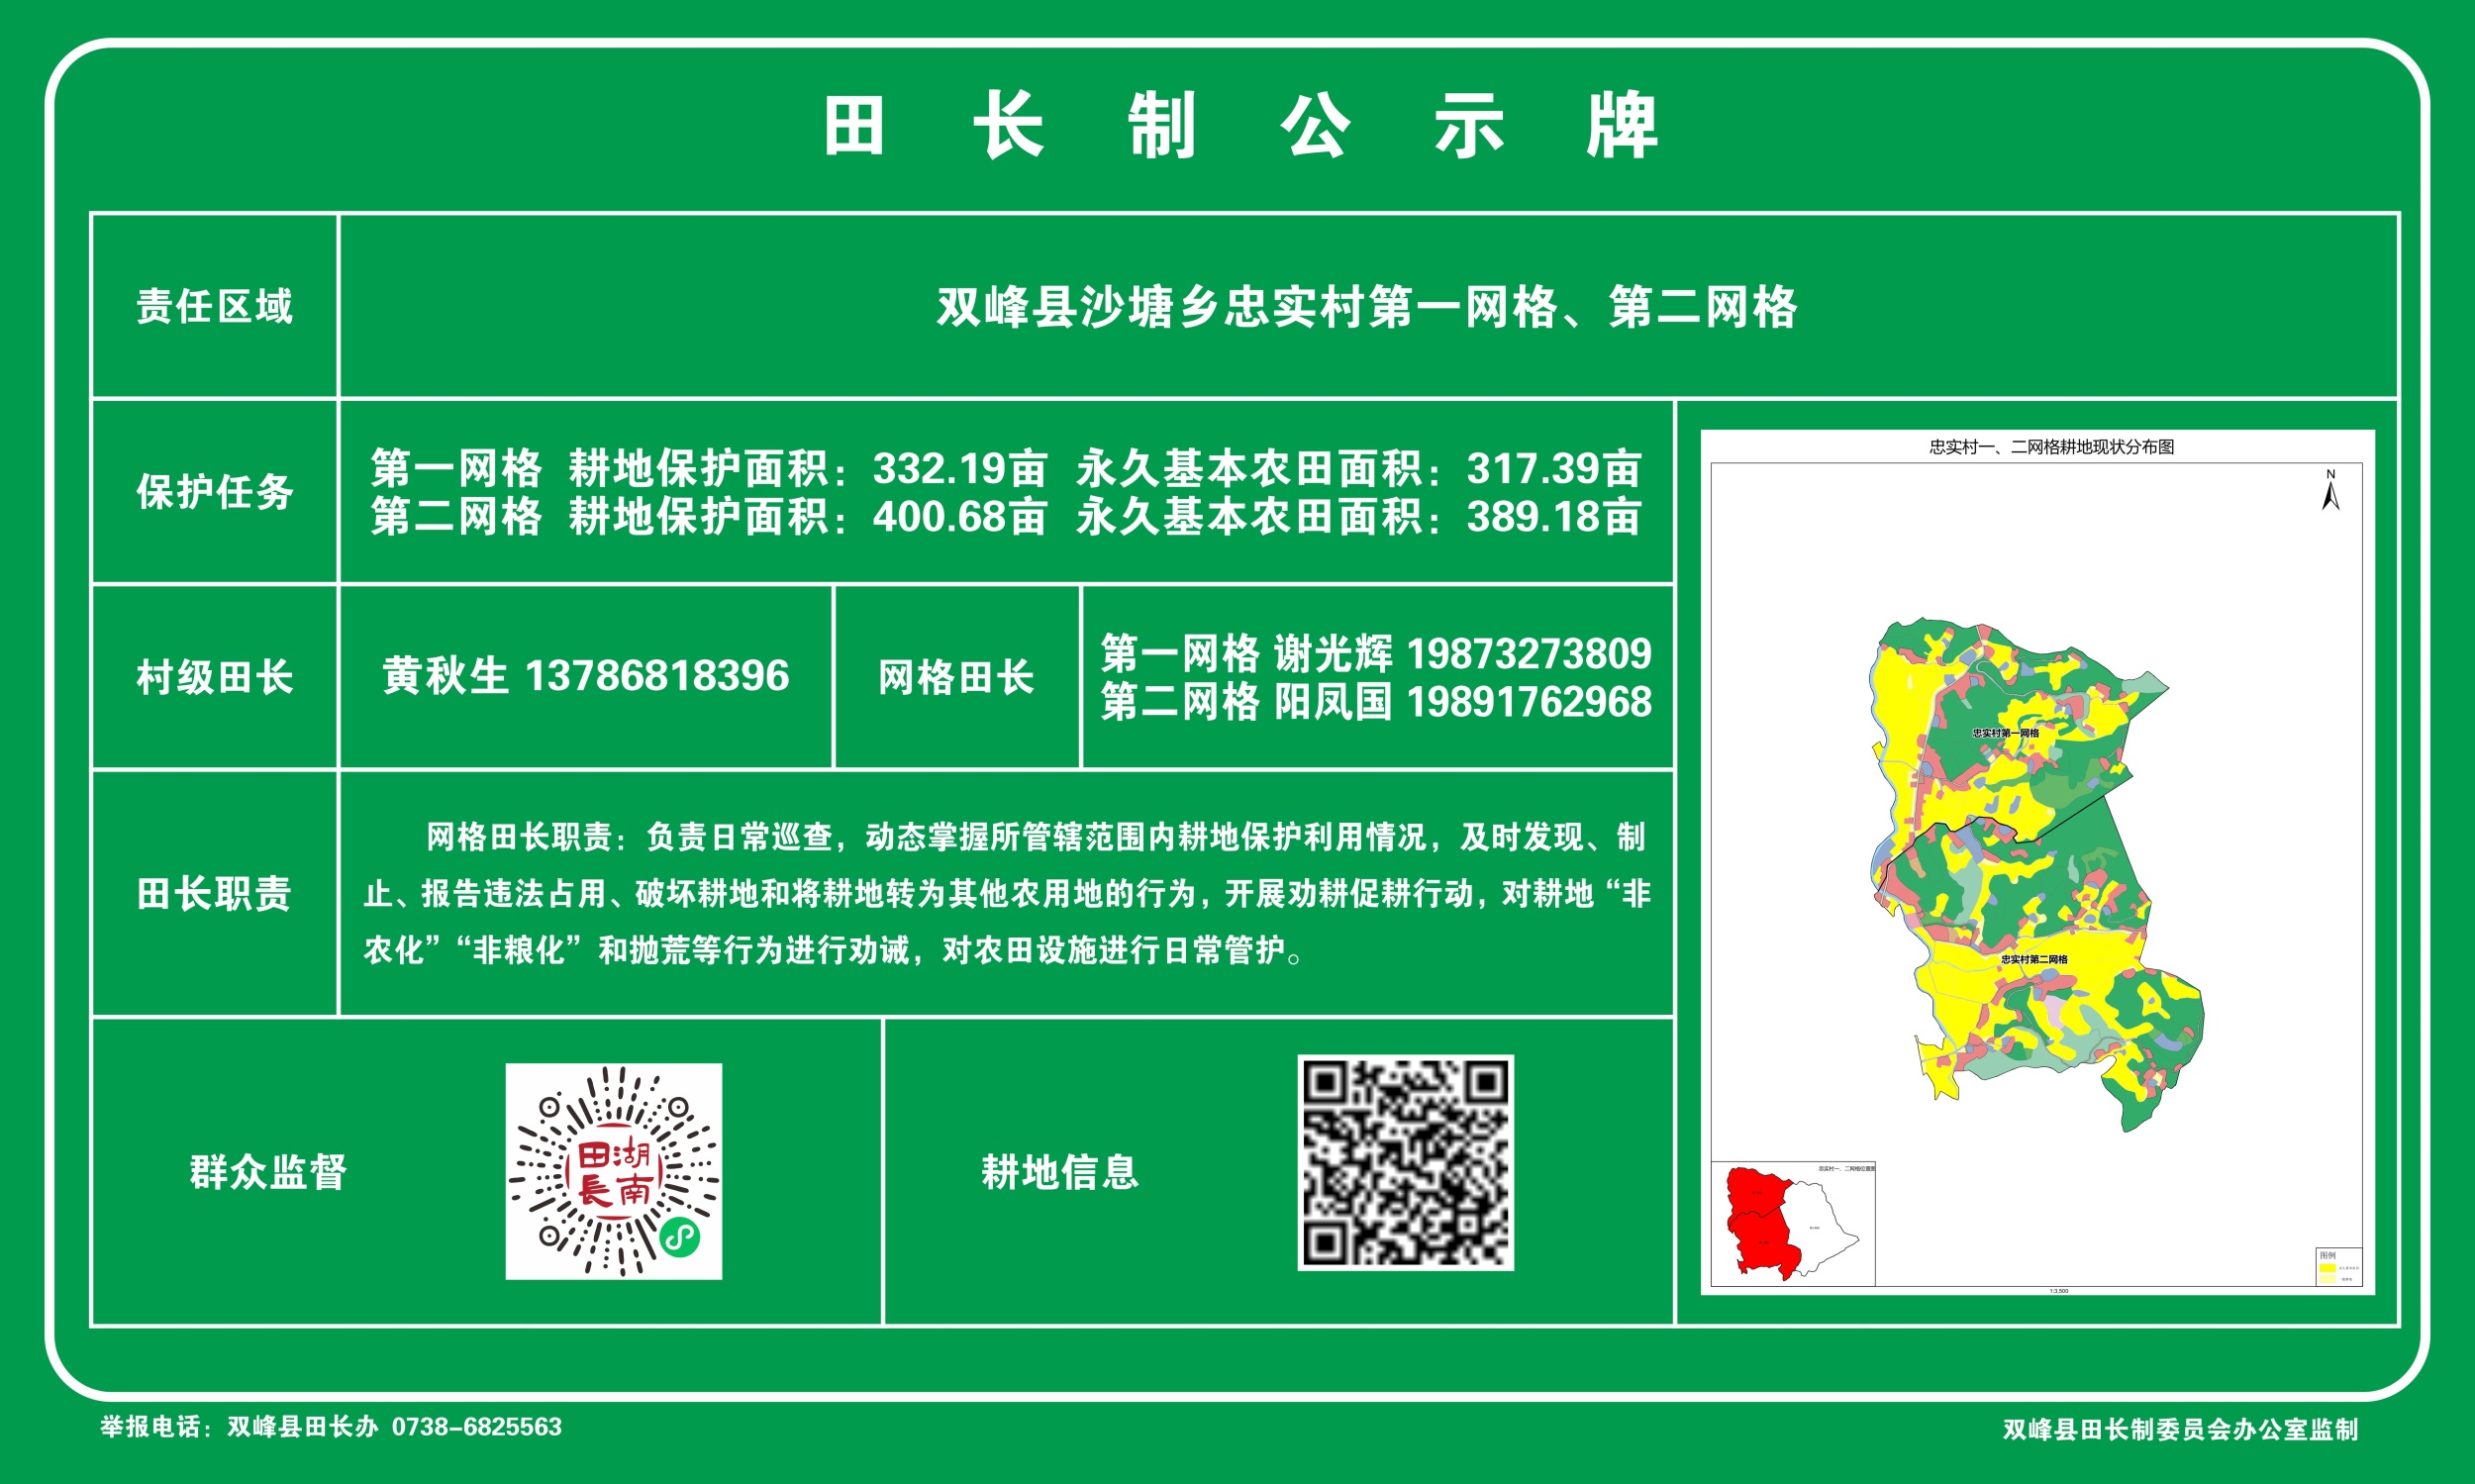 田长制公示牌
责任区域
双峰县沙塘乡忠实村第一网格、第二网格
保护任务
第一网格 耕地保护面积：332.19亩 永久基本农田面积：317.39亩
第二网格 耕地保护面积：400.68亩 永久基本农田面积：389.18亩
村级田长
黄秋生 13786818396
网格田长
第一网格 谢光辉 19873273809
第二网格 阳凤国 19891762968
田长职责
网格田长职责：负责日常巡查，动态掌握所管辖范围内耕地保护利用情况，及时发现、制
止、报告违法占用、破坏耕地和将耕地转为其他农用地的行为，开展劝耕促耕行动，对耕地“非
农化”“非粮化”和抛荒等行为进行劝诫，对农田设施进行日常管护。
群众监督
湖南
田長
耕地信息
忠实村一、二网格耕地现状分布图
N
忠实村第一网格
忠实村第二网格
忠实村一、二网格位置图
图例
1:3,500
举报电话：双峰县田长办 0738-6825563
双峰县田长制委员会办公室监制